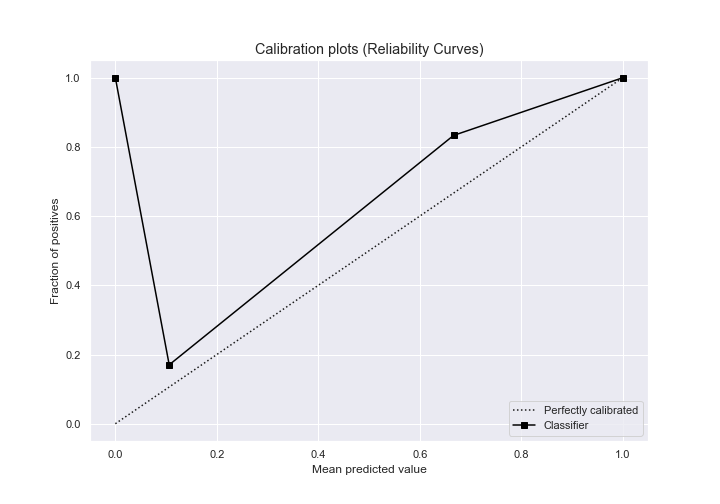 Calibration plots (Reliability Curves)
1.0
0.8
0.6
0.4
0.2
0.0
Fraction of positives
0.0 0.2 0.4 0.6 0.8 1.0
Mean predicted value
Perfectly calibrated
Classifier